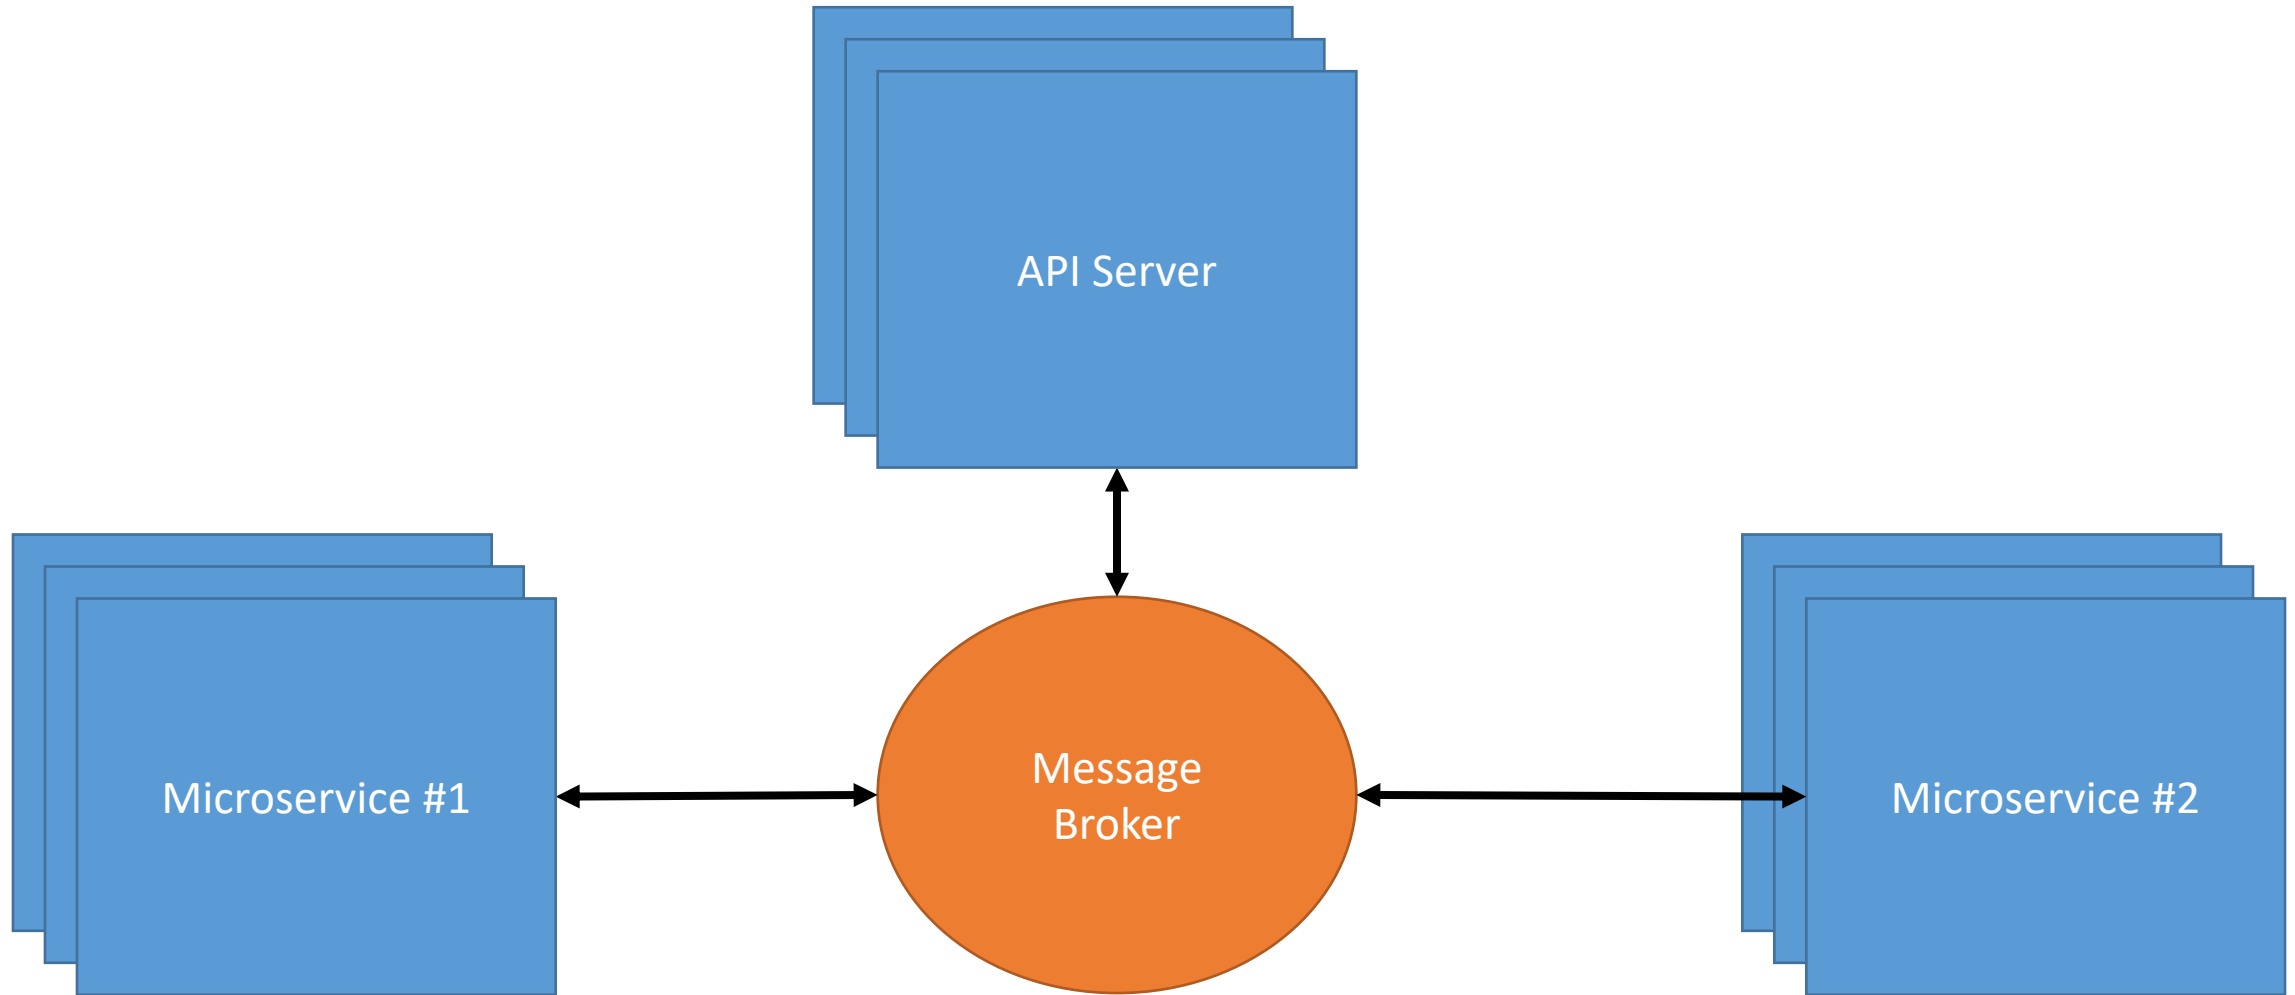 API Server
Microservice #1
Message
Broker
Microservice #2